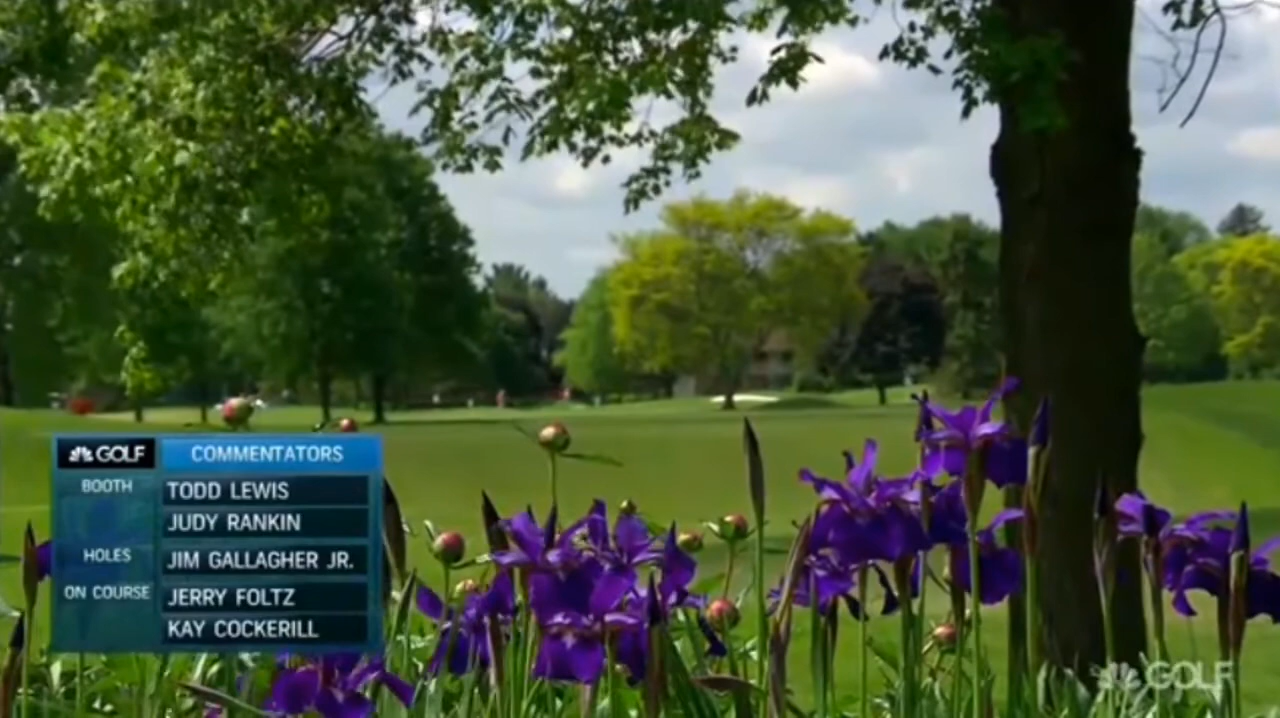 GOLF COMMENTATORS
BOOTH TODD LEWIS
JUDY RANKIN
HOLES JIM GALLAGHER JR.
ON COURSE JERRY FOLTZ
KAY COCKERILL
GOLF